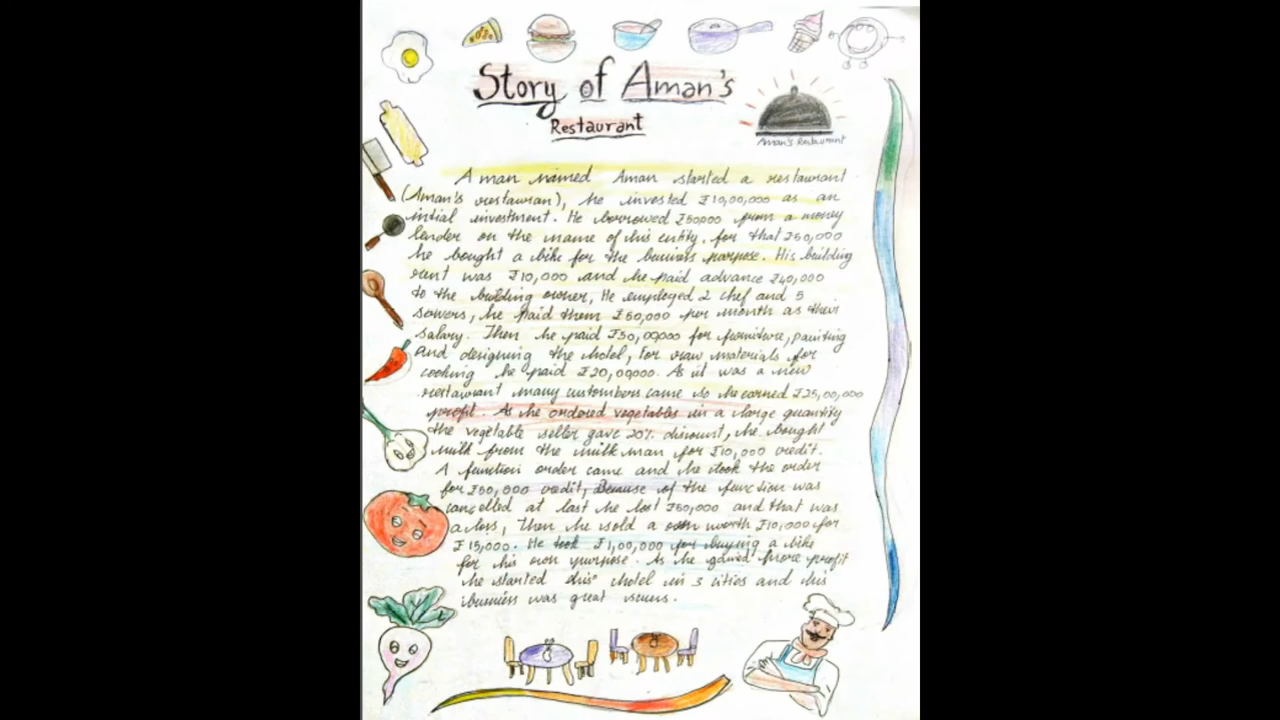 Story of Aman's
Restaurant
Aman's Restaurant
A man named Aman started a restaurant
(Aman's restauran), he invested ₹10,00,000 as an
initial investment. He borrowed ₹50000 from a money
lender on the name of his entity, for that ₹50,000
he bought a bike for the business purpose. His building
rent was ₹10,000 and he paid advance ₹40,000
to the building owner, He employed 2 chef and 5
sowers, he paid them ₹50,000 per month as their
salary. Then he paid ₹50,00000 for furniture, painting
and designing the hotel, For raw materials for
cooking he paid ₹20,00000. As it was a new
restaurant many custombers came so he earned ₹25,00,000
profit. As he ordered vegetables in a large quantity
the vegetable seller gave 20% discount, he bought
milk from the milk man for ₹10,000 credit.
A function order came and he took the order
for ₹50,000 credit, Because of the function was
cancelled at last he lost ₹50,000 and that was
a loss, Then he sold a worth ₹10,000 for
₹15,000. He took ₹1,00,000 for buying a bike
for his own purpose. As he gained more profit
he started this hotel in 3 cities and his
business was great